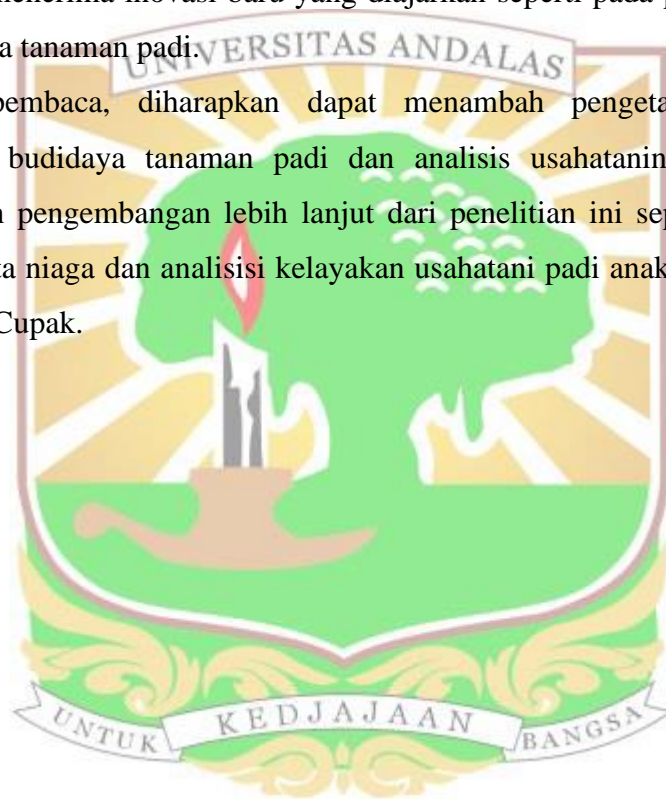 menerima inovasi baru yang diajarkan seperti pada p
a tanaman padi.
UNIVERSITAS ANDALAS
pembaca, diharapkan dapat menambah penget
budidaya tanaman padi dan analisis usahatanin
pengembangan lebih lanjut dari penelitian ini sep
ta niaga dan analisisi kelayakan usahatani padi anak
Cupak.
UNTUK KEDJAJAAN BANGSA